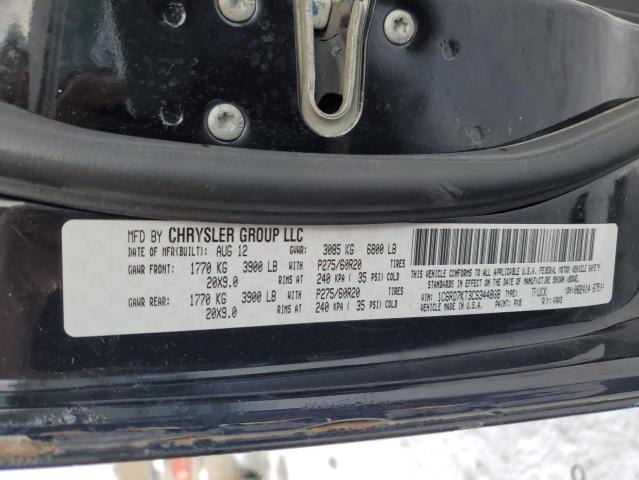 MFD BY CHRYSLER GROUP LLC
DATE OF MFR(BUILT): AUG 12 GVWR: 3085 KG 6800 LB
GAWR FRONT: 1770 KG 3900 LB WITH P275/60R20 TIRES
20X9.0 RIMS AT 240 KPA ( 35 PSI) COLD
GAWR REAR: 1770 KG 3900 LB WITH P275/60R20 TIRES
20X9.0 RIMS AT 240 KPA ( 35 PSI) COLD
THIS VEHICLE CONFORMS TO ALL APPLICABLE U.S.A. FEDERAL MOTOR VEHICLE SAFETY
STANDARDS IN EFFECT ON THE DATE OF MANUFACTURE SHOWN ABOVE.
VIN: TYPE: TRUCK
MADE IN U.S.A. PAINT: